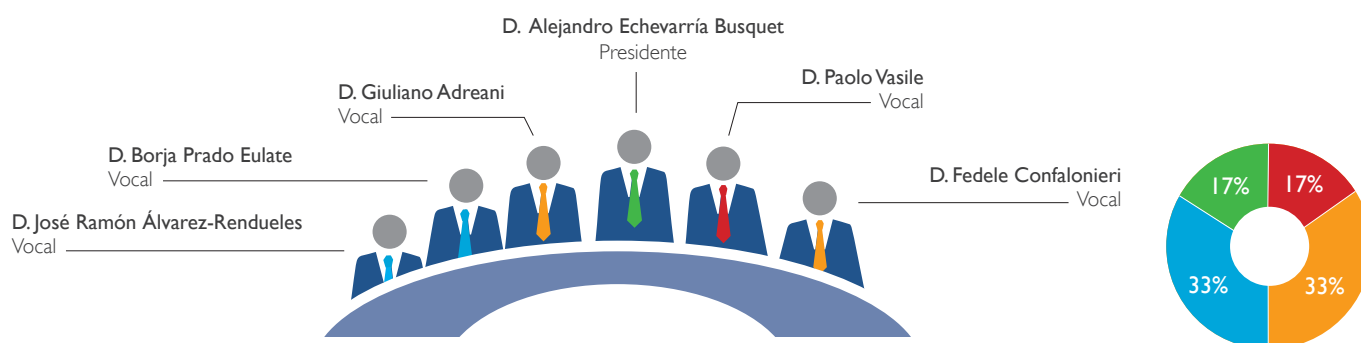 D. Alejandro Echevarría Busquet
Presidente
D. Giuliano Adreani
Vocal
D. Paolo Vasile
Vocal
D. Borja Prado Eulate
Vocal
D. Fedele Confalonieri
Vocal
D. José Ramón Álvarez-Rendueles
Vocal
17%
17%
33%
33%